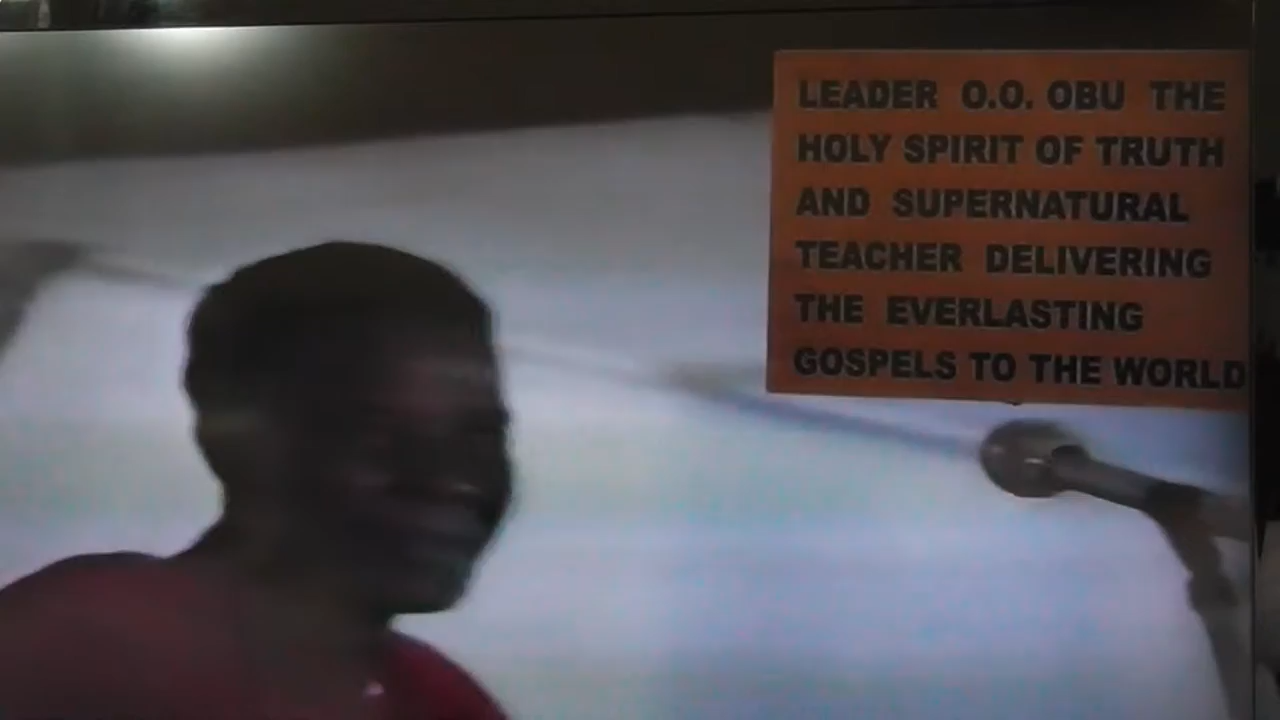 LEADER O.O. OBU THE
HOLY SPIRIT OF TRUTH
AND SUPERNATURAL
TEACHER DELIVERING
THE EVERLASTING
GOSPELS TO THE WORLD